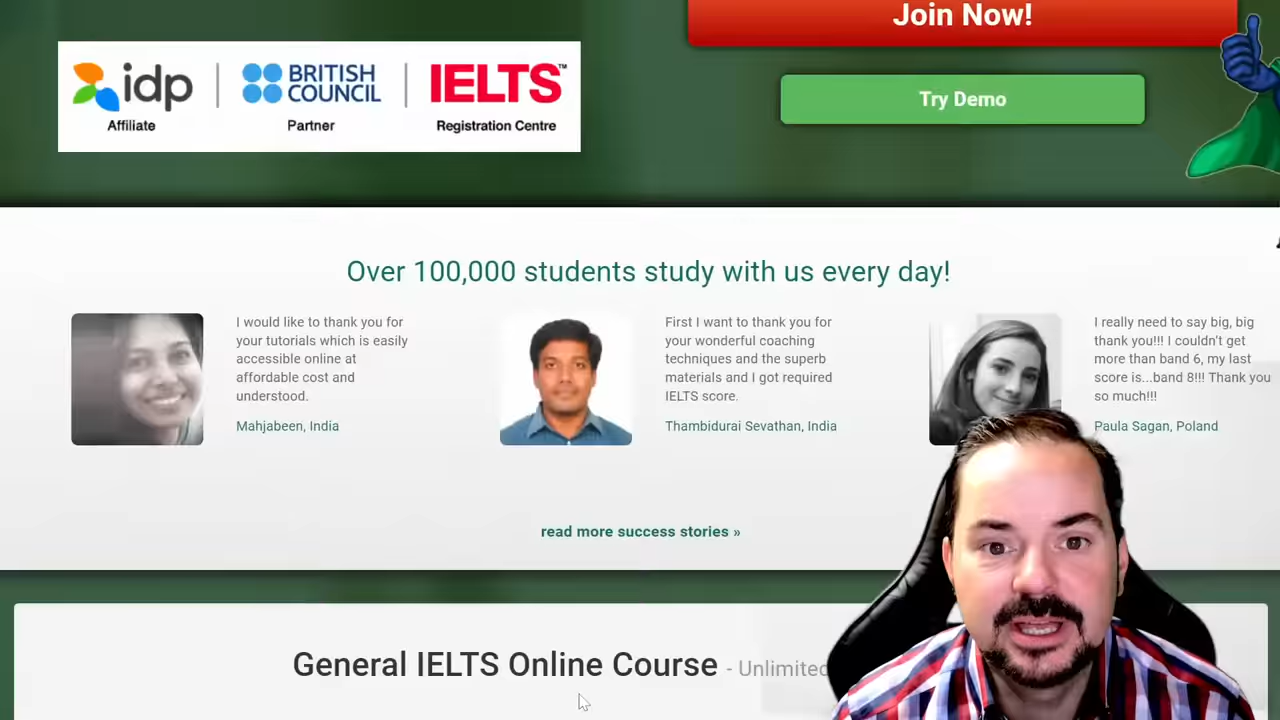 Join Now!
idp
Affiliate
BRITISH
COUNCIL
Partner
IELTS™
Registration Centre
Try Demo
Over 100,000 students study with us every day!
I would like to thank you for
your tutorials which is easily
accessible online at
affordable cost and
understood.
Mahjabeen, India
First I want to thank you for
your wonderful coaching
techniques and the superb
materials and I got required
IELTS score.
Thambidurai Sevathan, India
I really need to say big, big
thank you!!! I couldn't get
more than band 6, my last
score is...band 8!!! Thank you
so much!!!
Paula Sagan, Poland
read more success stories »
General IELTS Online Course - Unlimited